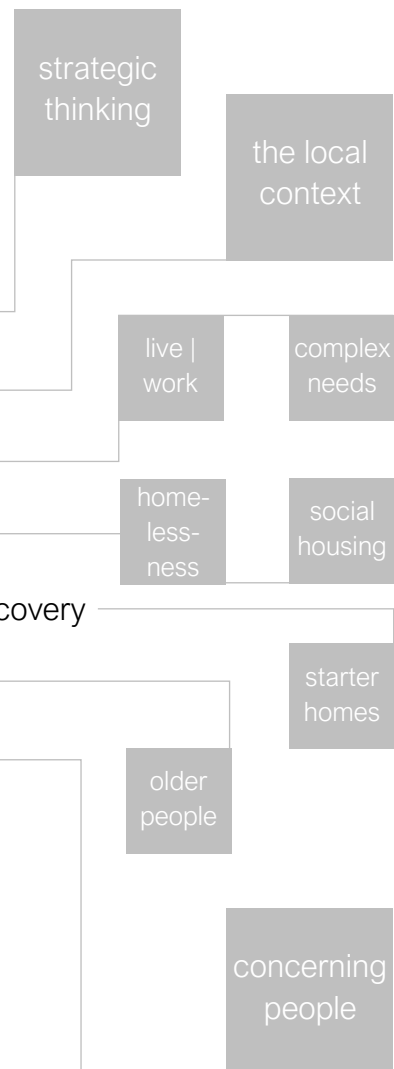 strategic
thinking
the local
context
live |
work
complex
needs
home-
less-
ness
social
housing
covery
starter
homes
older
people
concerning
people